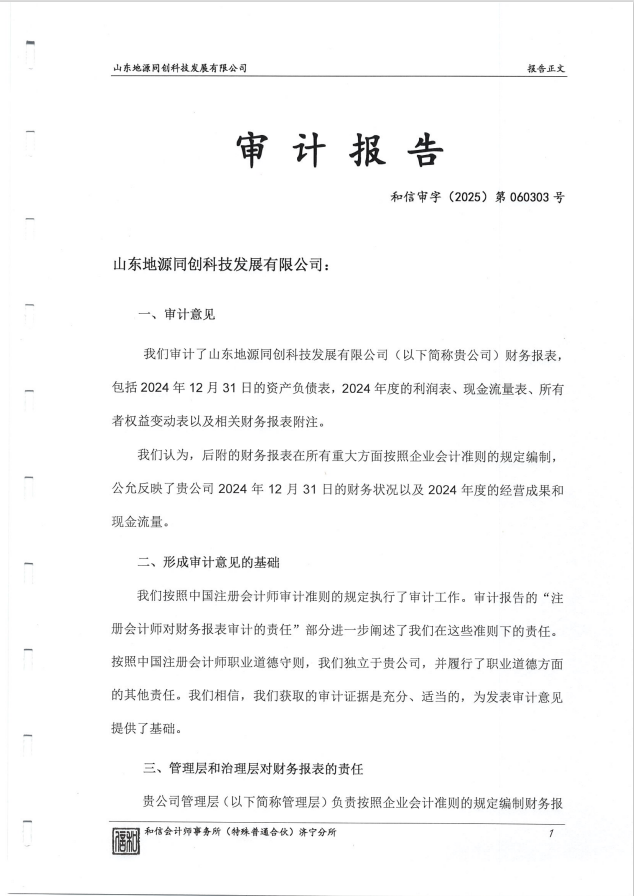 山东地源同创科技发展有限公司 报告正文
审计报告
和信审字（2025）第 060303 号
山东地源同创科技发展有限公司：
一、审计意见
我们审计了山东地源同创科技发展有限公司（以下简称贵公司）财务报表，
包括 2024 年 12 月 31 日的资产负债表，2024 年度的利润表、现金流量表、所有
者权益变动表以及相关财务报表附注。
我们认为，后附的财务报表在所有重大方面按照企业会计准则的规定编制，
公允反映了贵公司 2024 年 12 月 31 日的财务状况以及 2024 年度的经营成果和
现金流量。
二、形成审计意见的基础
我们按照中国注册会计师审计准则的规定执行了审计工作。审计报告的“注
册会计师对财务报表审计的责任”部分进一步阐述了我们在这些准则下的责任。
按照中国注册会计师职业道德守则，我们独立于贵公司，并履行了职业道德方面
的其他责任。我们相信，我们获取的审计证据是充分、适当的，为发表审计意见
提供了基础。
三、管理层和治理层对财务报表的责任
贵公司管理层（以下简称管理层）负责按照企业会计准则的规定编制财务报
信和 和信会计师事务所（特殊普通合伙）济宁分所 1